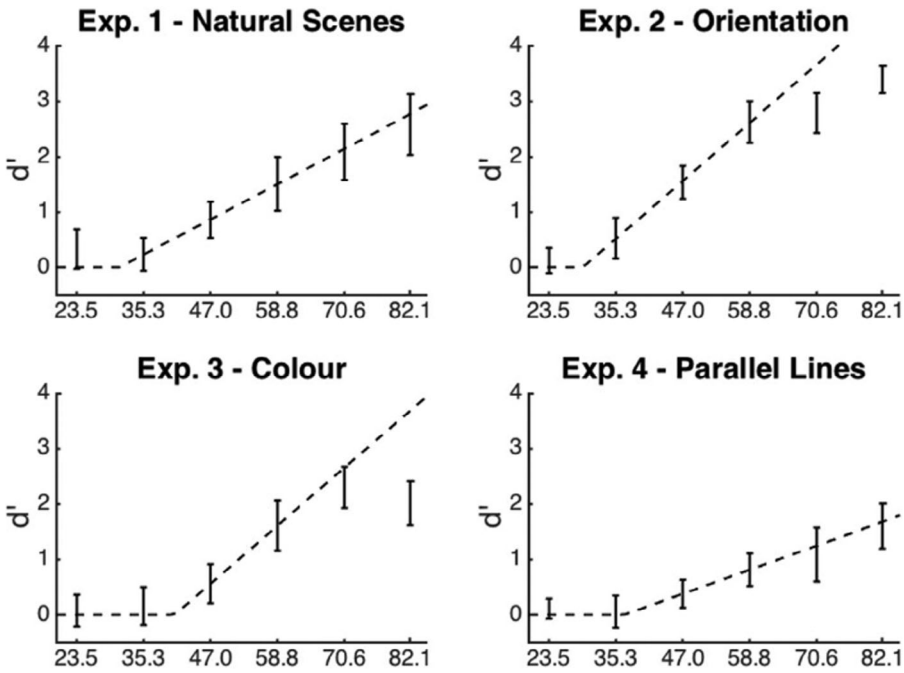 Exp. 1 - Natural Scenes
4
3
2
1
0
d'
23.5 35.3 47.0 58.8 70.6 82.1
Exp. 2 - Orientation
4
3
2
1
0
d'
23.5 35.3 47.0 58.8 70.6 82.1
Exp. 3 - Colour
4
3
2
1
0
d'
23.5 35.3 47.0 58.8 70.6 82.1
Exp. 4 - Parallel Lines
4
3
2
1
0
d'
23.5 35.3 47.0 58.8 70.6 82.1